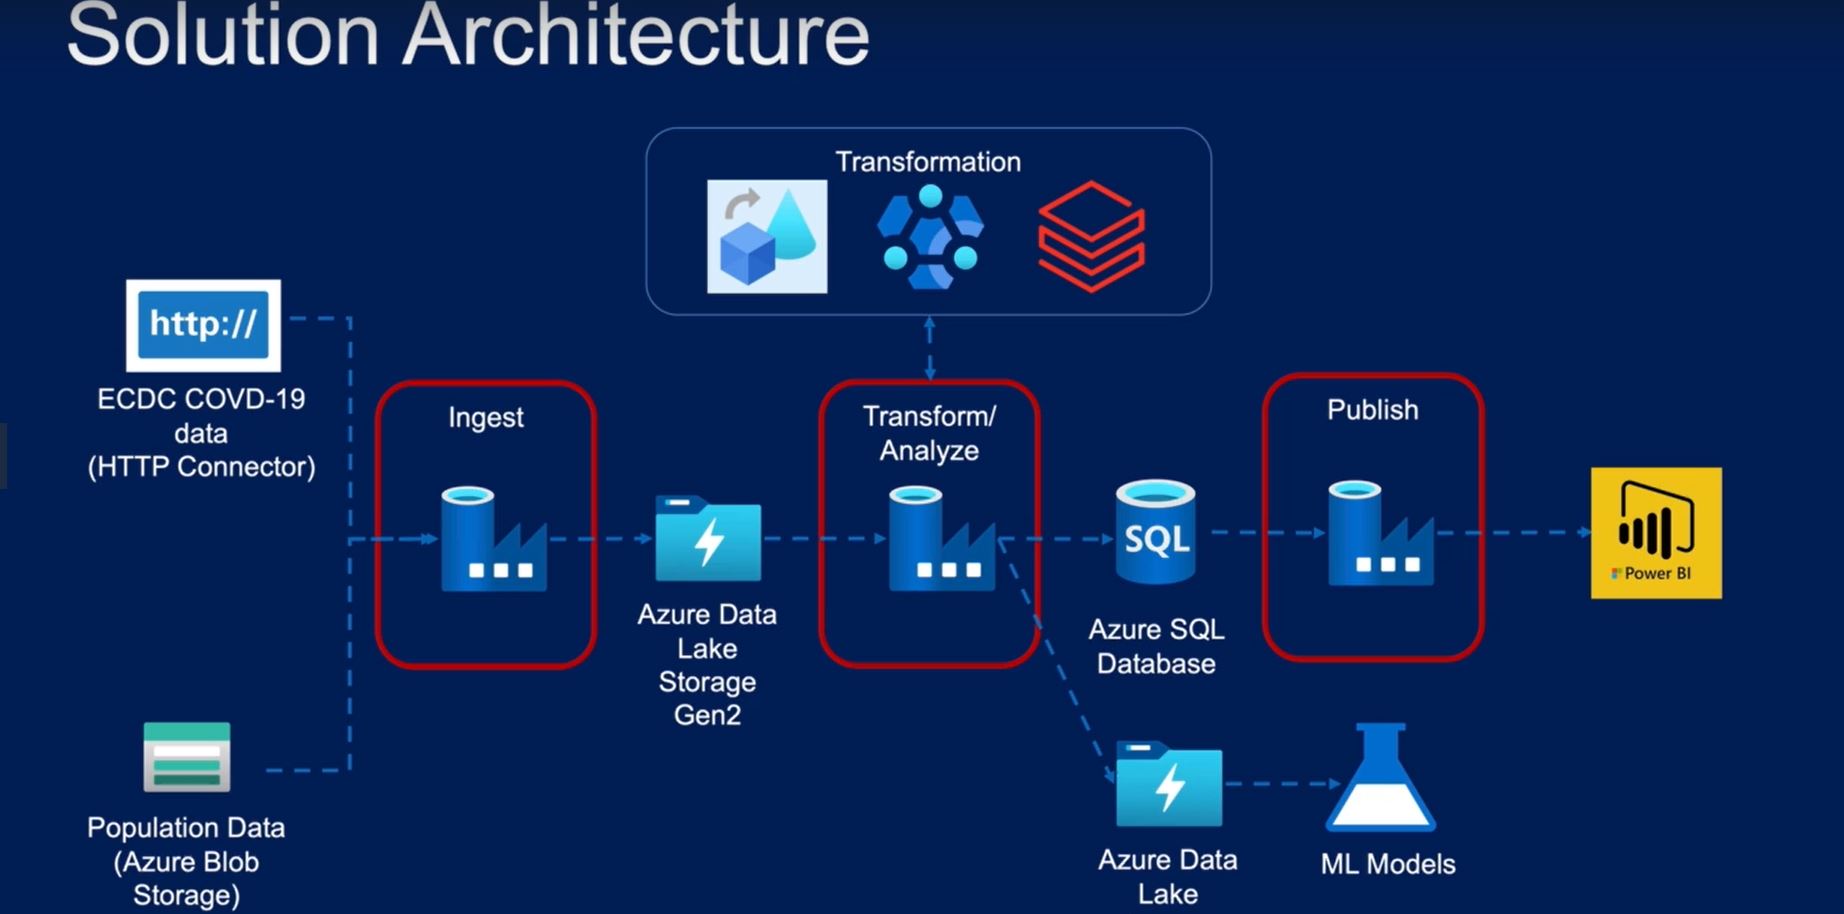 Solution Architecture
Transformation
http://
ECDC COVD-19
data
(HTTP Connector)
Ingest
Transform/
Analyze
Publish
SQL
Power BI
Azure Data
Lake
Storage
Gen2
Azure SQL
Database
Population Data
(Azure Blob
Storage)
Azure Data
Lake
ML Models